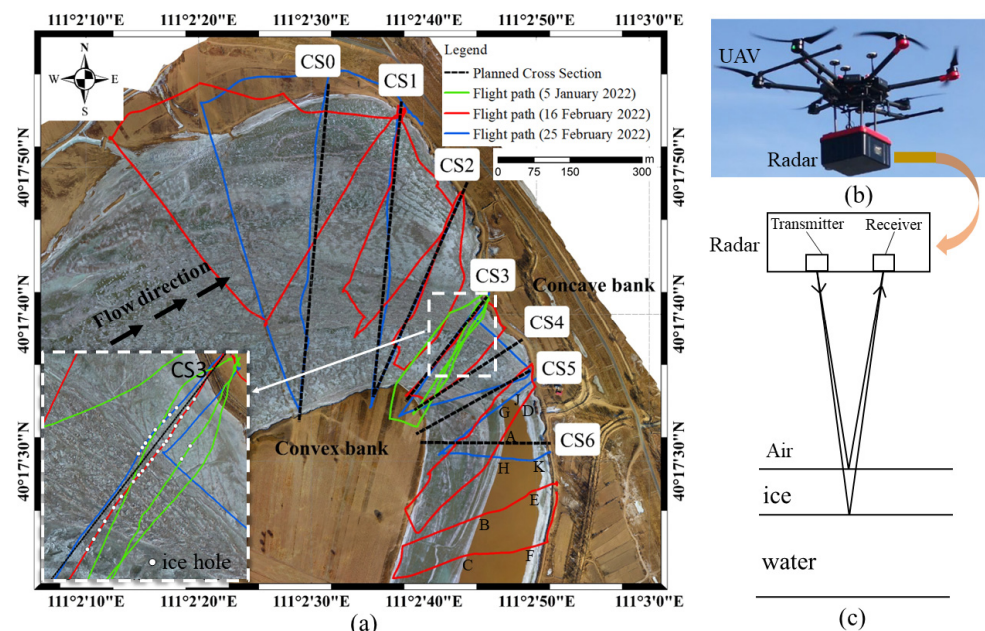 111°2'10"E 111°2'20"E 111°2'30"E 111°2'40"E 111°2'50"E 111°3'0"E
N
W E
S
CS0
CS1
CS2
CS3
CS4
CS5
CS6
Legend
Planned Cross Section
Flight path (5 January 2022)
Flight path (16 February 2022)
Flight path (25 February 2022)
0 75 150 300 m
40°17'50"N
40°17'40"N
40°17'30"N
40°17'50"N
40°17'40"N
40°17'30"N
Flow direction
Concave bank
Convex bank
G J D
A
H K
E
B
C F
CS3
ice hole
111°2'10"E 111°2'20"E 111°2'30"E 111°2'40"E 111°2'50"E 111°3'0"E
(a)
UAV
Radar
(b)
Radar
Transmitter
Receiver
Air
ice
water
(c)